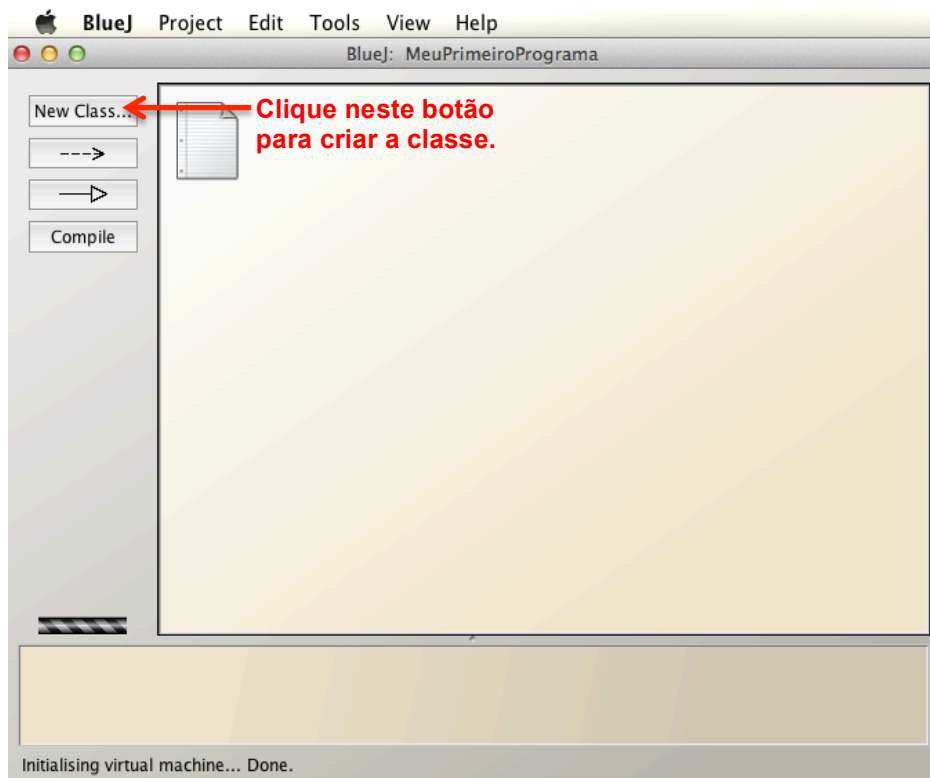 BlueJ Project Edit Tools View Help
BlueJ: MeuPrimeiroPrograma
New Class...
Clique neste botão
para criar a classe.
Compile
Initialising virtual machine... Done.